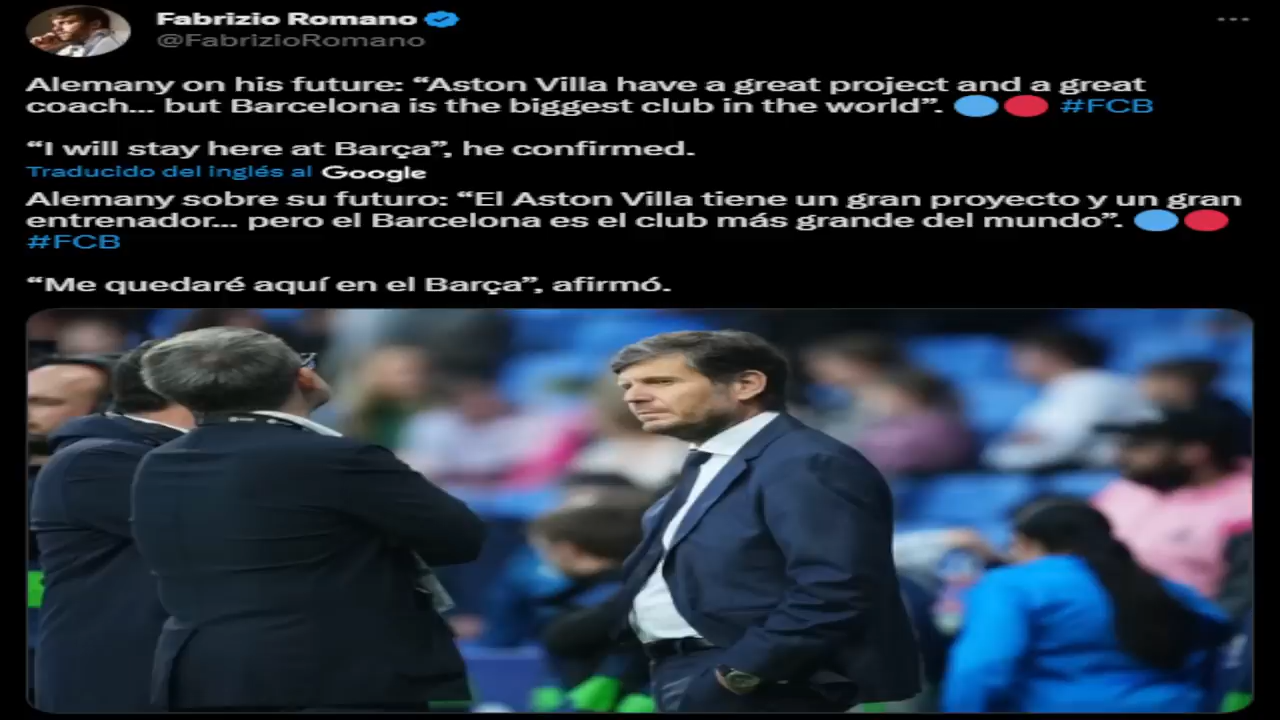 Fabrizio Romano
@FabrizioRomano
Alemany on his future: “Aston Villa have a great project and a great
coach... but Barcelona is the biggest club in the world”. 🔵🔴 #FCB
“I will stay here at Barça”, he confirmed.
Traducido del inglés al Google
Alemany sobre su futuro: “El Aston Villa tiene un gran proyecto y un gran
entrenador... pero el Barcelona es el club más grande del mundo”. 🔵🔴
#FCB
“Me quedaré aquí en el Barça”, afirmó.